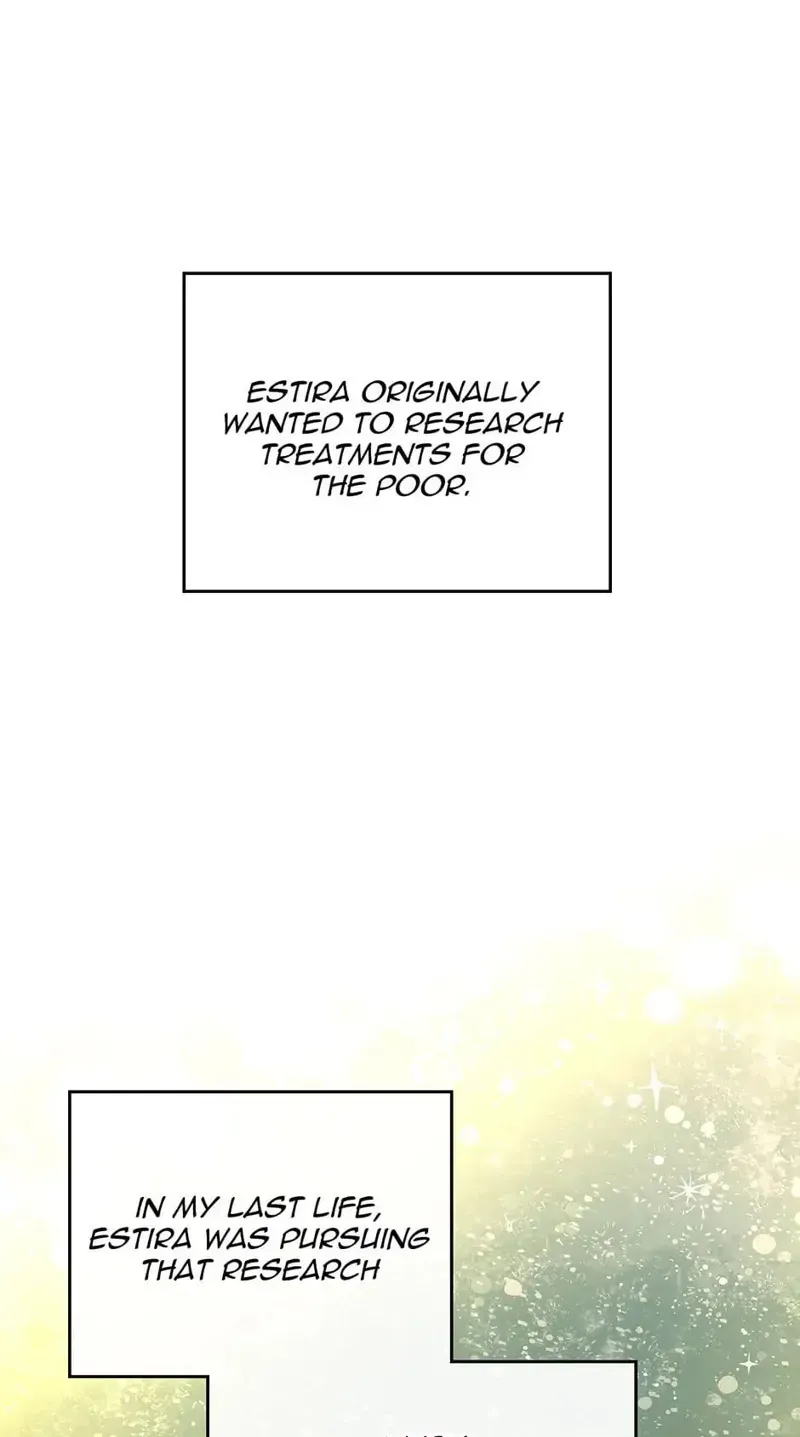 ESTIRA ORIGINALLY
WANTED TO RESEARCH
TREATMENTS FOR
THE POOR.
IN MY LAST LIFE,
ESTIRA WAS PURSUING
THAT RESEARCH